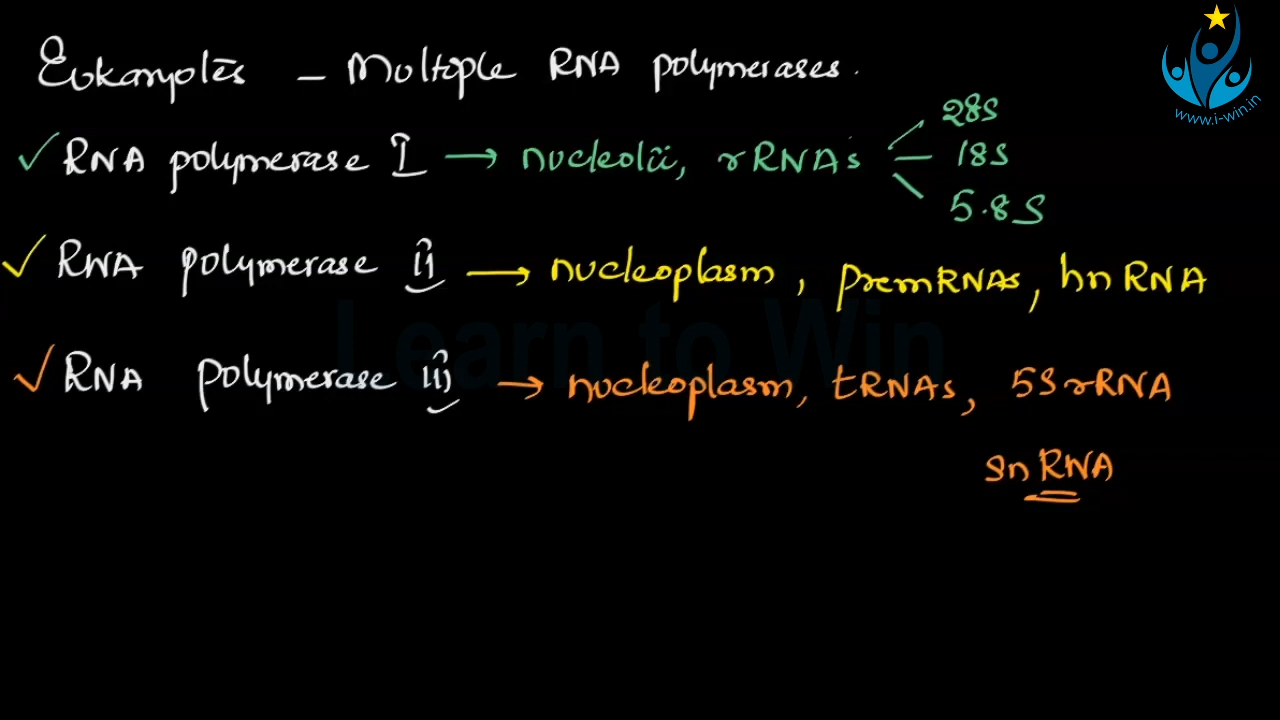 Eukaryotes – Multiple RNA polymerases.
www.i-win.in
✓ RNA polymerase I → nucleolii, rRNAs
28S
18S
5.8S
✓ RNA polymerase II → nucleoplasm, premRNAs, hnRNA
Learn to Win
✓ RNA polymerase III → nucleoplasm, tRNAs, 5S rRNA
snRNA